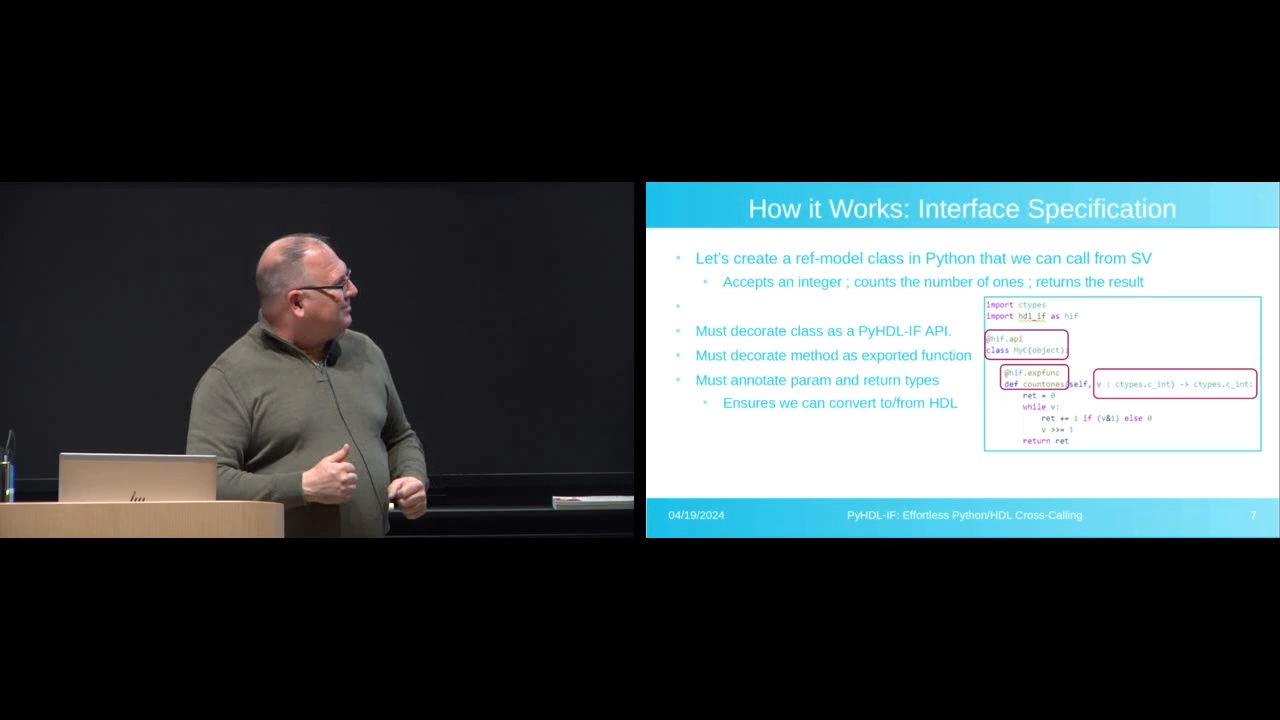 How it Works: Interface Specification
Let's create a ref-model class in Python that we can call from SV
Accepts an integer ; counts the number of ones ; returns the result
Must decorate class as a PyHDL-IF API.
Must decorate method as exported function
Must annotate param and return types
Ensures we can convert to/from HDL
import ctypes
import hdl_if as hif
@hif.api
class MyC(object):
@hif.expfunc
def countones(self, v : ctypes.c_int) -> ctypes.c_int:
ret = 0
while v:
ret += 1 if (v&1) else 0
v >>= 1
return ret
04/19/2024
PyHDL-IF: Effortless Python/HDL Cross-Calling
7
hp